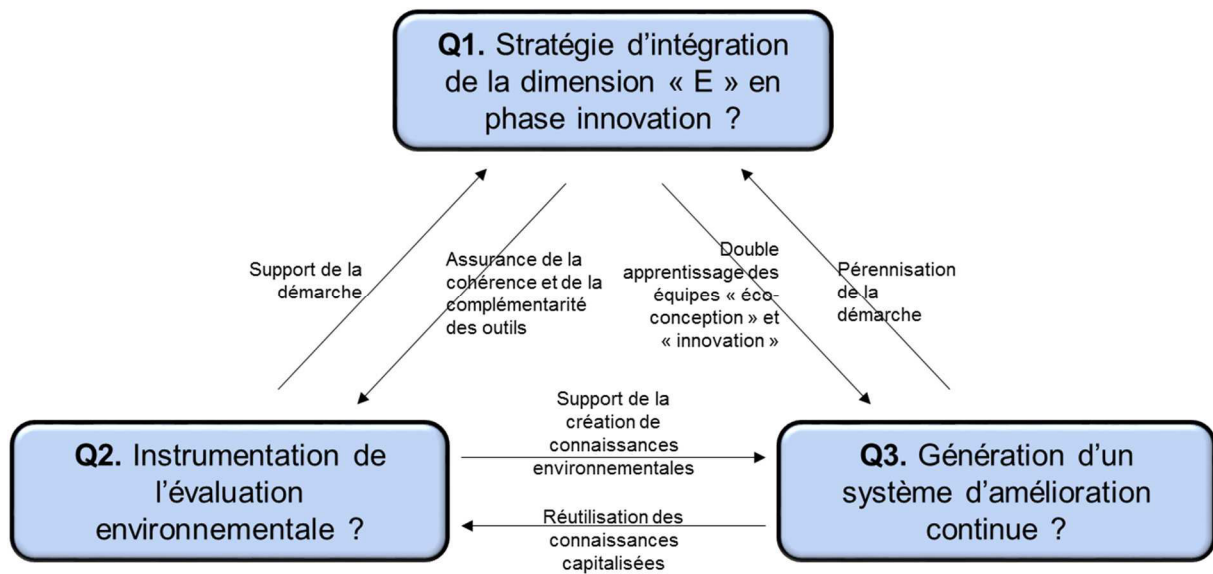 Q1. Stratégie d'intégration
de la dimension « E » en
phase innovation ?
Support de la
démarche
Assurance de la
cohérence et de la
complémentarité
des outils
Double
apprentissage des
équipes « éco-
conception » et
« innovation »
Pérennisation
de la
démarche
Q2. Instrumentation de
l'évaluation
environnementale ?
Support de la
création de
connaissances
environnementales
Réutilisation des
connaissances
capitalisées
Q3. Génération d'un
système d'amélioration
continue ?